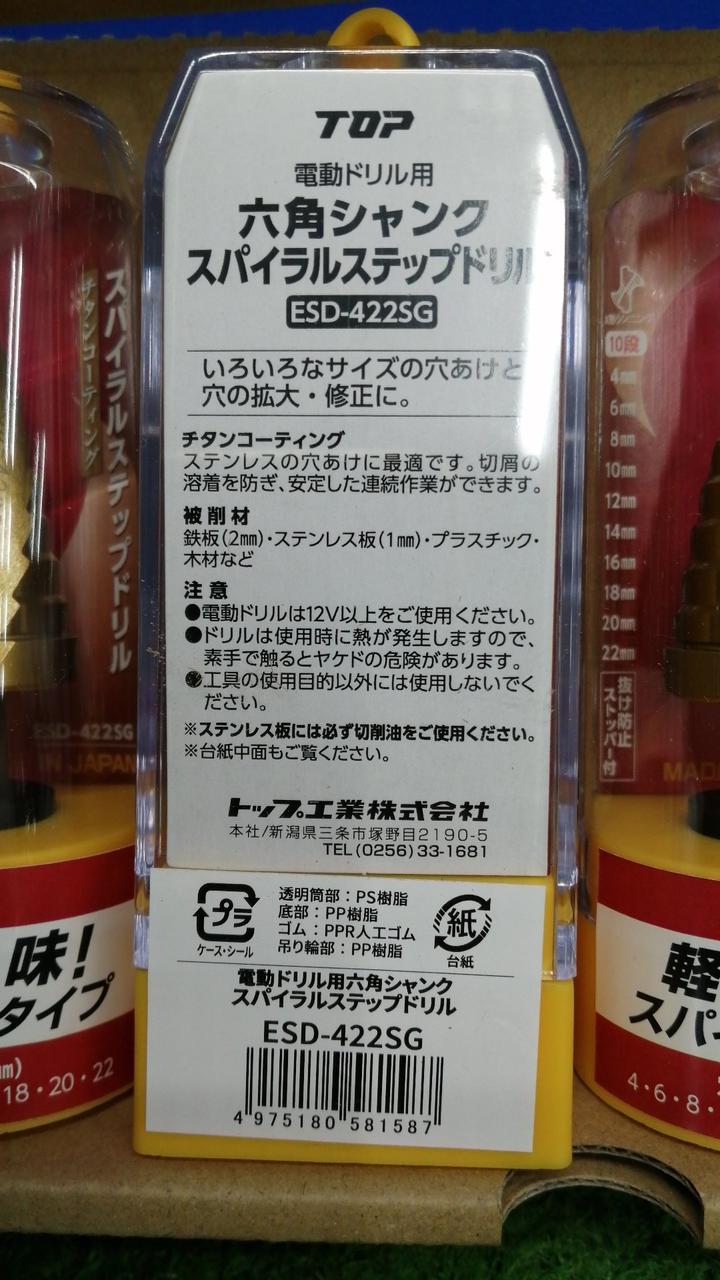 TOP
電動ドリル用
六角シャンク
スパイラルステップドリル
ESD-422SG
いろいろなサイズの穴あけと
穴の拡大・修正に。
チタンコーティング
ステンレスの穴あけに最適です。切屑の
溶着を防ぎ、安定した連続作業ができます。
被削材
鉄板(2mm)・ステンレス板(1mm)・プラスチック・
木材など
注意
●電動ドリルは12V以上をご使用ください。
●ドリルは使用時に熱が発生しますので、
素手で触るとヤケドの危険があります。
●工具の使用目的以外には使用しないでく
ださい。
※ステンレス板には必ず切削油をご使用ください。
※台紙中面もご覧ください。
トップ工業株式会社
本社/新潟県三条市塚野目2190-5
TEL(0256)33-1681
プラ
ケース・シール
透明筒部：PS樹脂
底部：PP樹脂
ゴム：PPR人工ゴム
吊り輪部：PP樹脂
紙
台紙
電動ドリル用六角シャンク
スパイラルステップドリル
ESD-422SG
4 975180 581587
スパイラルステップドリル
チタンコーティング
ESD-422SG
IN JAPAN
味!
タイプ
18・20・22
10段
4mm
6mm
8mm
10mm
12mm
14mm
16mm
18mm
20mm
22mm
抜け防止
ストッパー付
MADE
軽
スパイ
4・6・8・